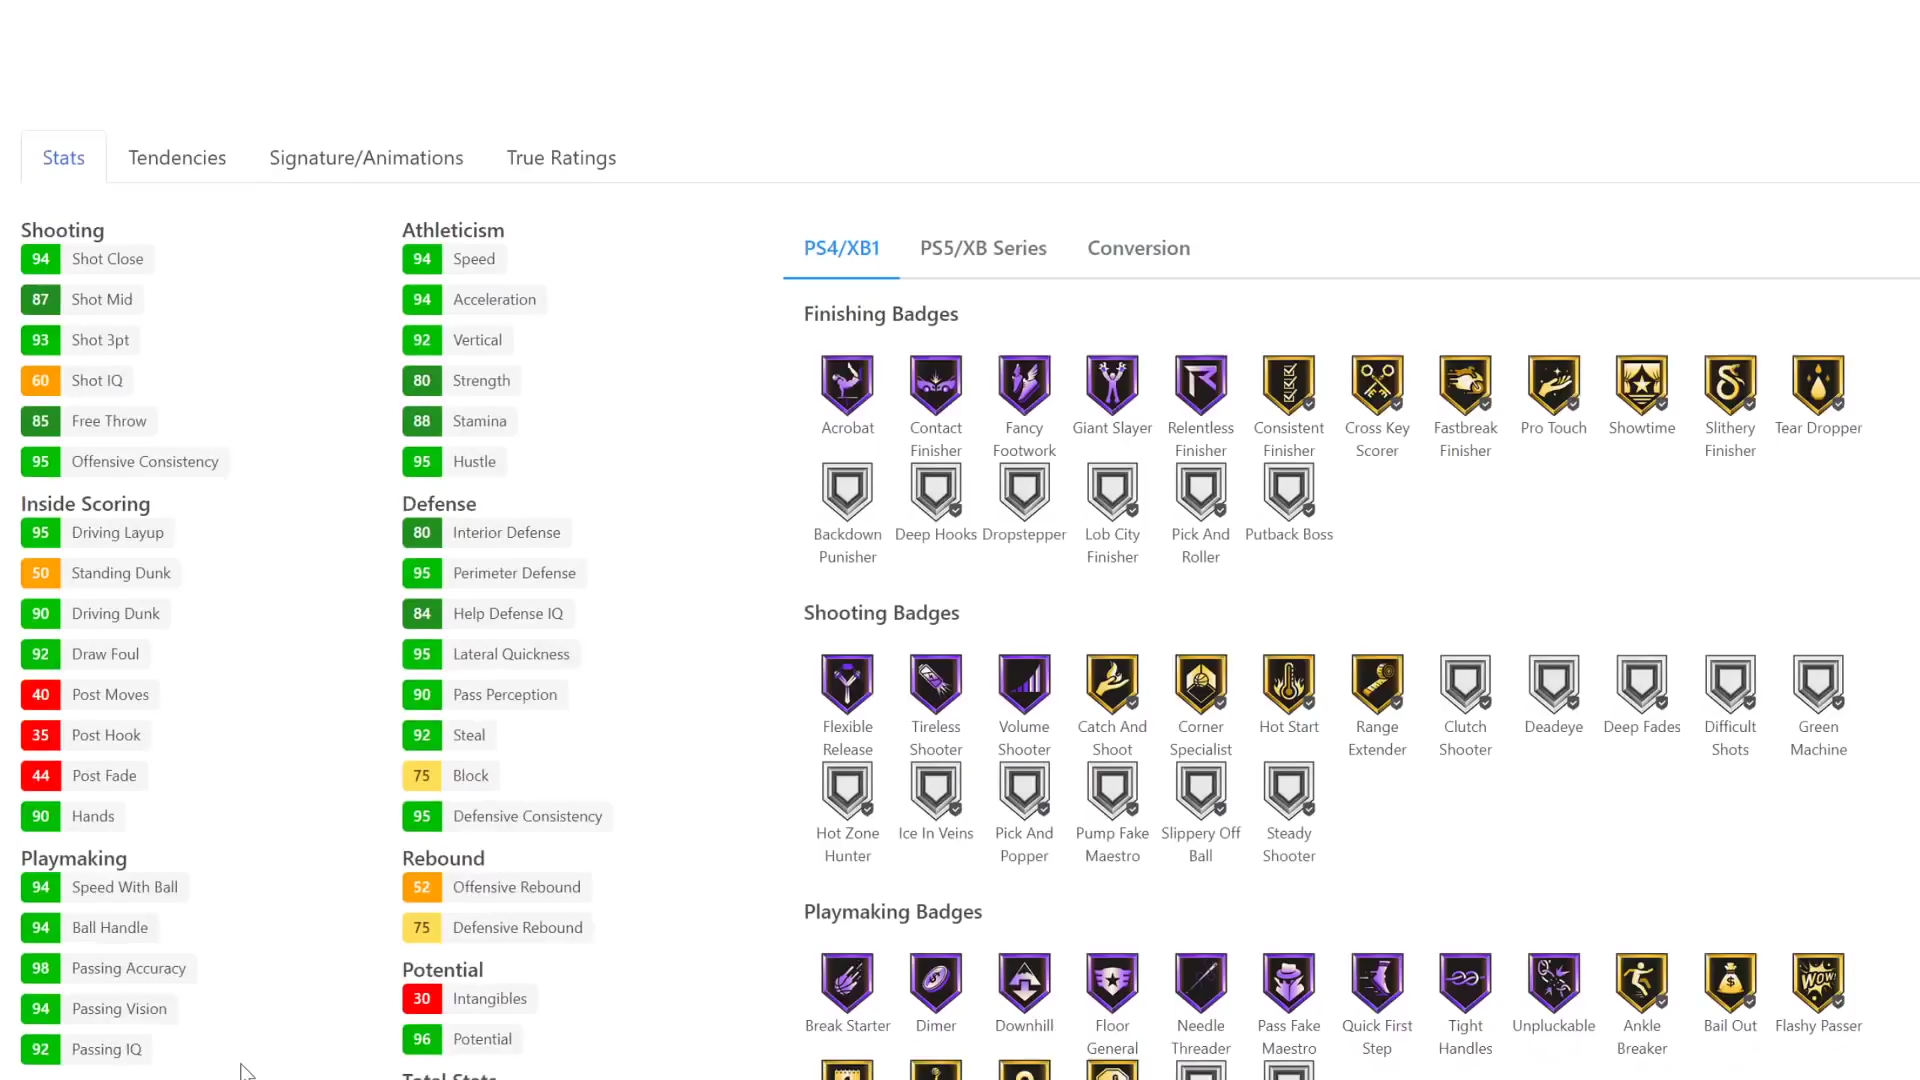 Stats Tendencies Signature/Animations True Ratings
Shooting
94 Shot Close
87 Shot Mid
93 Shot 3pt
60 Shot IQ
85 Free Throw
95 Offensive Consistency
Inside Scoring
95 Driving Layup
50 Standing Dunk
90 Driving Dunk
92 Draw Foul
40 Post Moves
35 Post Hook
44 Post Fade
90 Hands
Playmaking
94 Speed With Ball
94 Ball Handle
98 Passing Accuracy
94 Passing Vision
92 Passing IQ
Athleticism
94 Speed
94 Acceleration
92 Vertical
80 Strength
88 Stamina
95 Hustle
Defense
80 Interior Defense
95 Perimeter Defense
84 Help Defense IQ
95 Lateral Quickness
90 Pass Perception
92 Steal
75 Block
95 Defensive Consistency
Rebound
52 Offensive Rebound
75 Defensive Rebound
Potential
30 Intangibles
96 Potential
Total Stats
PS4/XB1 PS5/XB Series Conversion
Finishing Badges
Acrobat
Contact
Finisher
Fancy
Footwork
Giant Slayer
Relentless
Finisher
Consistent
Finisher
Cross Key
Scorer
Fastbreak
Finisher
Pro Touch
Showtime
Slithery
Finisher
Tear Dropper
Backdown
Punisher
Deep Hooks
Dropstepper
Lob City
Finisher
Pick And
Roller
Putback Boss
Shooting Badges
Flexible
Release
Tireless
Shooter
Volume
Shooter
Catch And
Shoot
Corner
Specialist
Hot Start
Range
Extender
Clutch
Shooter
Deadeye
Deep Fades
Difficult
Shots
Green
Machine
Hot Zone
Hunter
Ice In Veins
Pick And
Popper
Pump Fake
Maestro
Slippery Off
Ball
Steady
Shooter
Playmaking Badges
Break Starter
Dimer
Downhill
Floor
General
Needle
Threader
Pass Fake
Maestro
Quick First
Step
Tight
Handles
Unpluckable
Ankle
Breaker
Bail Out
WOW!
Flashy Passer